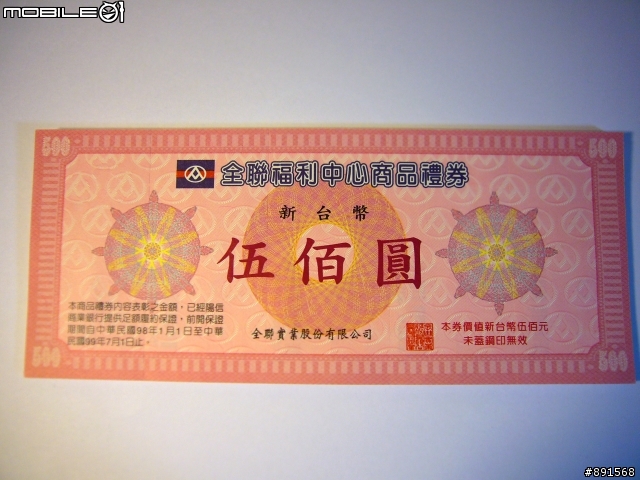 MOBILE01
500
500
全聯福利中心商品禮券
新台幣
伍佰圓
本商品禮券內容表彰之金額,已經陽信
商業銀行提供足額履約保證,前開保證
期間自中華民國98年1月1日至中華
民國99年7月1日止。
全聯實業股份有限公司
本券價值新台幣伍佰元
未蓋鋼印無效
500
500
#891568